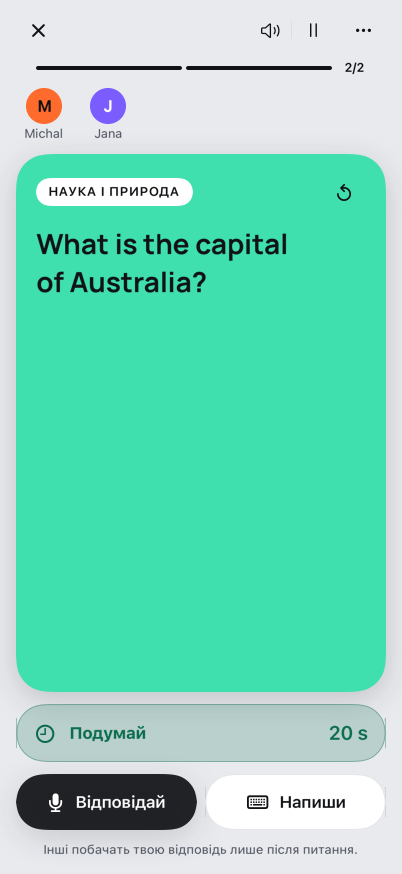 2/2
M
J
Michal
Jana
НАУКА І ПРИРОДА
What is the capital
of Australia?
Подумай
20 s
Відповідай
Напиши
Інші побачать твою відповідь лише після питання.